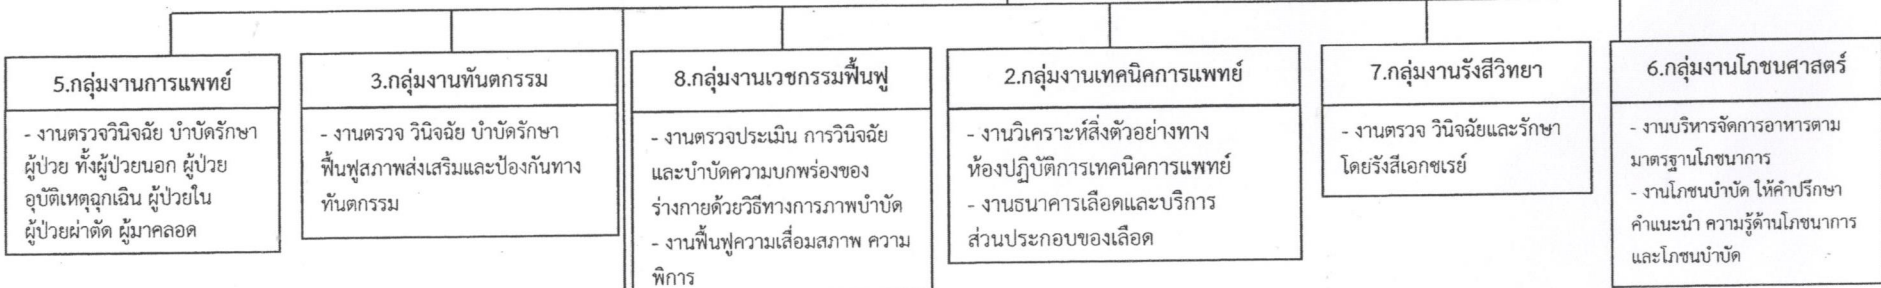 5.กลุ่มงานการแพทย์
- งานตรวจวินิจฉัย บำบัดรักษา
ผู้ป่วย ทั้งผู้ป่วยนอก ผู้ป่วย
อุบัติเหตุฉุกเฉิน ผู้ป่วยใน
ผู้ป่วยผ่าตัด ผู้มาคลอด
3.กลุ่มงานทันตกรรม
- งานตรวจ วินิจฉัย บำบัดรักษา
ฟื้นฟูสภาพส่งเสริมและป้องกันทาง
ทันตกรรม
8.กลุ่มงานเวชกรรมฟื้นฟู
- งานตรวจประเมิน การวินิจฉัย
และบำบัดความบกพร่องของ
ร่างกายด้วยวิธีทางการภาพบำบัด
- งานฟื้นฟูความเสื่อมสภาพ ความ
พิการ
2.กลุ่มงานเทคนิคการแพทย์
- งานวิเคราะห์สิ่งตัวอย่างทาง
ห้องปฏิบัติการเทคนิคการแพทย์
- งานธนาคารเลือดและบริการ
ส่วนประกอบของเลือด
7.กลุ่มงานรังสีวิทยา
- งานตรวจ วินิจฉัยและรักษา
โดยรังสีเอกซเรย์
6.กลุ่มงานโภชนศาสตร์
- งานบริหารจัดการอาหารตาม
มาตรฐานโภชนาการ
- งานโภชนบำบัด ให้คำปรึกษา
คำแนะนำ ความรู้ด้านโภชนาการ
และโภชนบำบัด